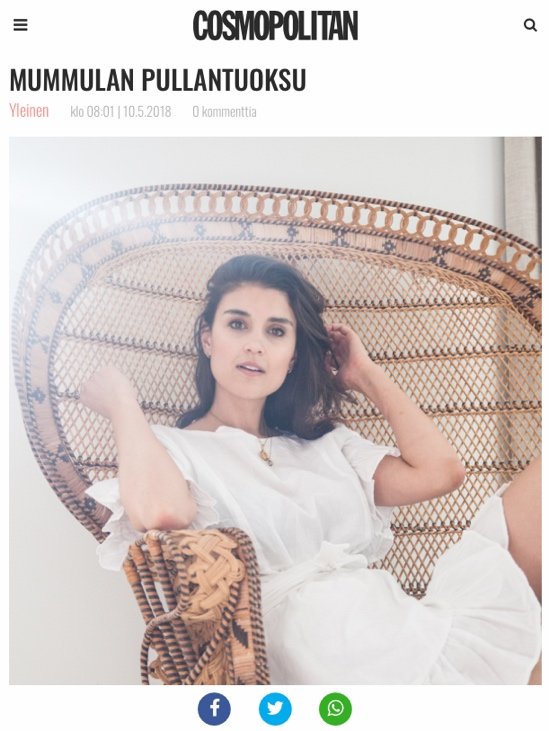 COSMOPOLITAN
MUMMULAN PULLANTUOKSU
Yleinen klo 08:01 | 10.5.2018 0 kommenttia